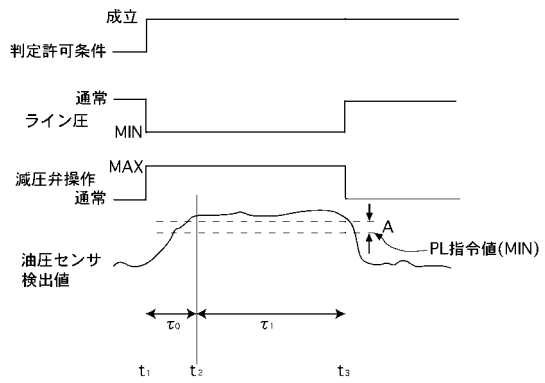 成立
判定許可条件
通常
ライン圧
MIN
MAX
減圧弁操作
通常
A
PL指令値(MIN)
油圧センサ
検出値
τ0
τ1
t1
t2
t3